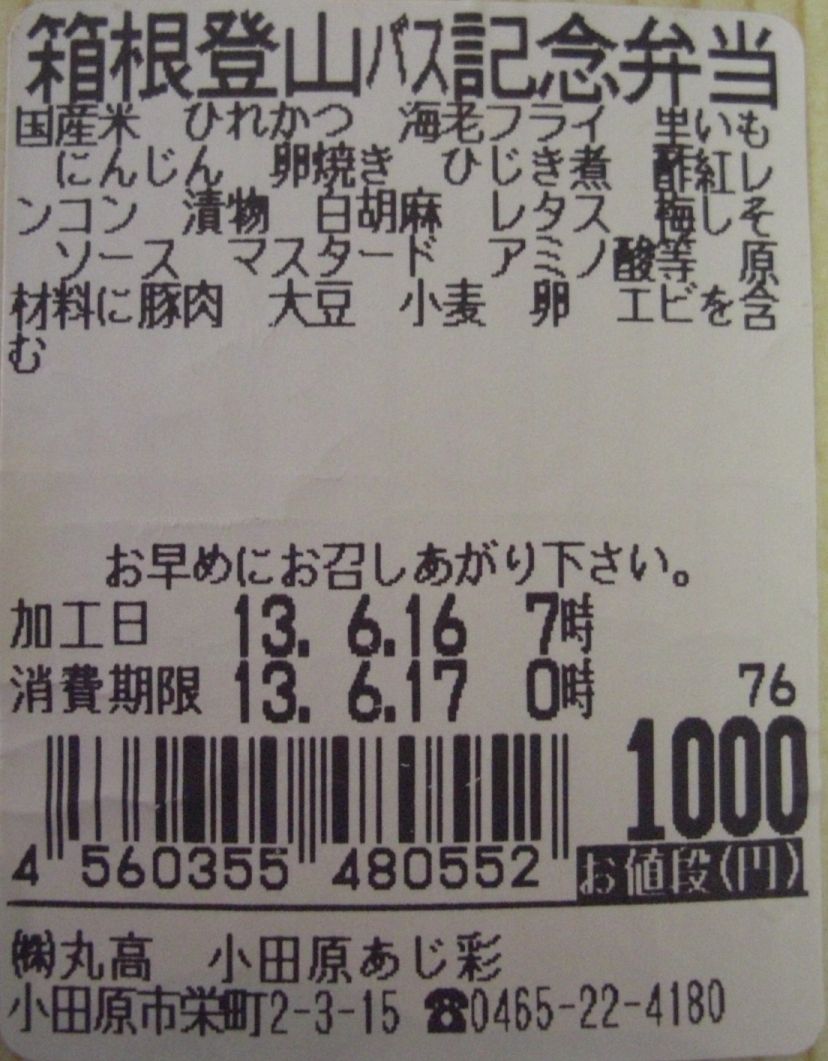 箱根登山バス記念弁当
国産米　ひれかつ　海老フライ　里いも
　にんじん　卵焼き　ひじき煮　酢紅レ
ンコン　漬物　白胡麻　レタス　梅しそ
　ソース　マスタード　アミノ酸等　原
材料に豚肉　大豆　小麦　卵　エビを含
む
お早めにお召しあがり下さい。
加工日　13. 6.16　7時
消費期限　13. 6.17　0時　76
1000
4 560355 480552　お値段(円)
㈱丸高　小田原あじ彩
小田原市栄町2-3-15 ☎0465-22-4180